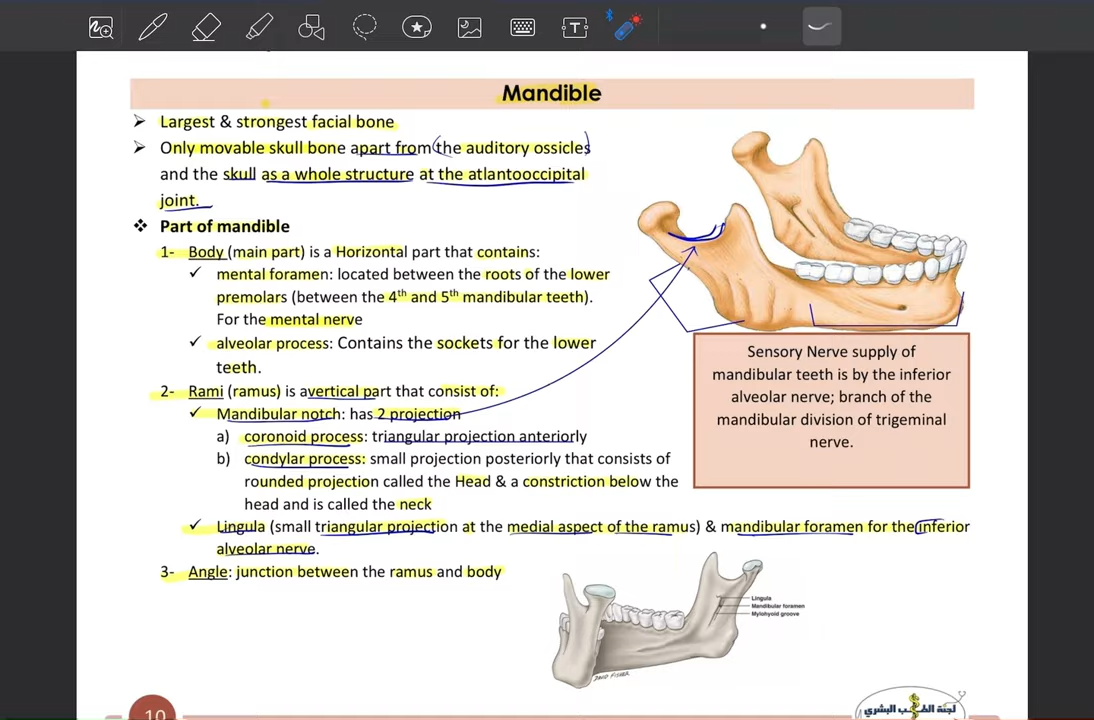 Mandible
➢ Largest & strongest facial bone
➢ Only movable skull bone apart from (the auditory ossicles)
and the skull as a whole structure at the atlantooccipital
joint.
❖ Part of mandible
1- Body (main part) is a Horizontal part that contains:
✓ mental foramen: located between the roots of the lower
premolars (between the 4th and 5th mandibular teeth).
For the mental nerve
✓ alveolar process: Contains the sockets for the lower
teeth.
2- Rami (ramus) is a vertical part that consist of:
✓ Mandibular notch: has 2 projection
a) coronoid process: triangular projection anteriorly
b) condylar process: small projection posteriorly that consists of
rounded projection called the Head & a constriction below the
head and is called the neck
✓ Lingula (small triangular projection at the medial aspect of the ramus) & mandibular foramen for the inferior
alveolar nerve.
3- Angle: junction between the ramus and body
Sensory Nerve supply of
mandibular teeth is by the inferior
alveolar nerve; branch of the
mandibular division of trigeminal
nerve.
Lingula
Mandibular foramen
Mylohyoid groove
DAVID FISHER
10
لجنة الطب البشري